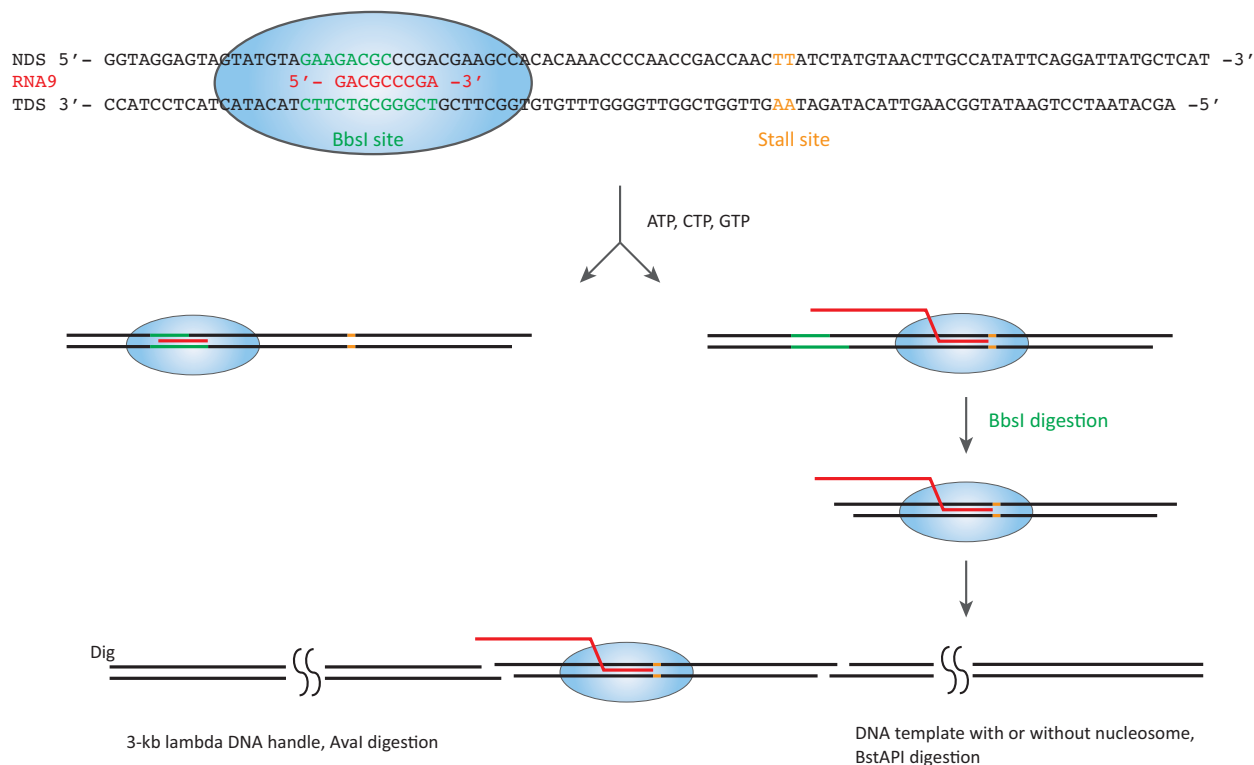 NDS 5’– GGTAGGAGTAGTATGTAGAAGACGCCCGACGAAGCCACACAAACCCCAACCGACCAACTTATCTATGTAACTTGCCATATTCAGGATTATGCTCAT –3’
RNA9 5’– GACGCCCGA –3’
TDS 3’– CCATCCTCATCATACATCTTCTGCGGGCTGCTTCGGTGTGTTTGGGGTTGGCTGGTTGAATAGATACATTGAACGGTATAAGTCCTAATACGA –5’
BbsI site Stall site
ATP, CTP, GTP
BbsI digestion
Dig
3-kb lambda DNA handle, AvaI digestion
DNA template with or without nucleosome,
BstAPI digestion